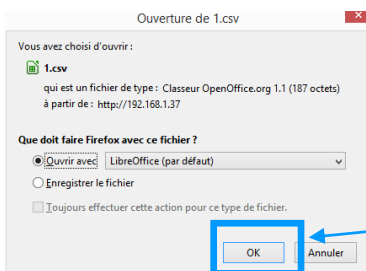 Ouverture de 1.csv
Vous avez choisi d'ouvrir :
1.csv
qui est un fichier de type : Classeur OpenOffice.org 1.1 (187 octets)
à partir de : http://192.168.1.37
Que doit faire Firefox avec ce fichier ?
Ouvrir avec LibreOffice (par défaut)
Enregistrer le fichier
Toujours effectuer cette action pour ce type de fichier.
OK Annuler